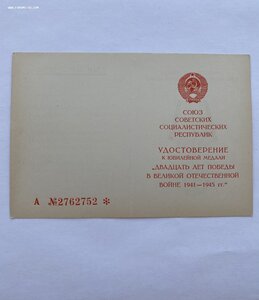 СОЮЗ
СОВЕТСКИХ
СОЦИАЛИСТИЧЕСКИХ
РЕСПУБЛИК
УДОСТОВЕРЕНИЕ
К ЮБИЛЕЙНОЙ МЕДАЛИ
„ДВАДЦАТЬ ЛЕТ ПОБЕДЫ
В ВЕЛИКОЙ ОТЕЧЕСТВЕННОЙ
ВОЙНЕ 1941—1945 гг."
А №2762752 *